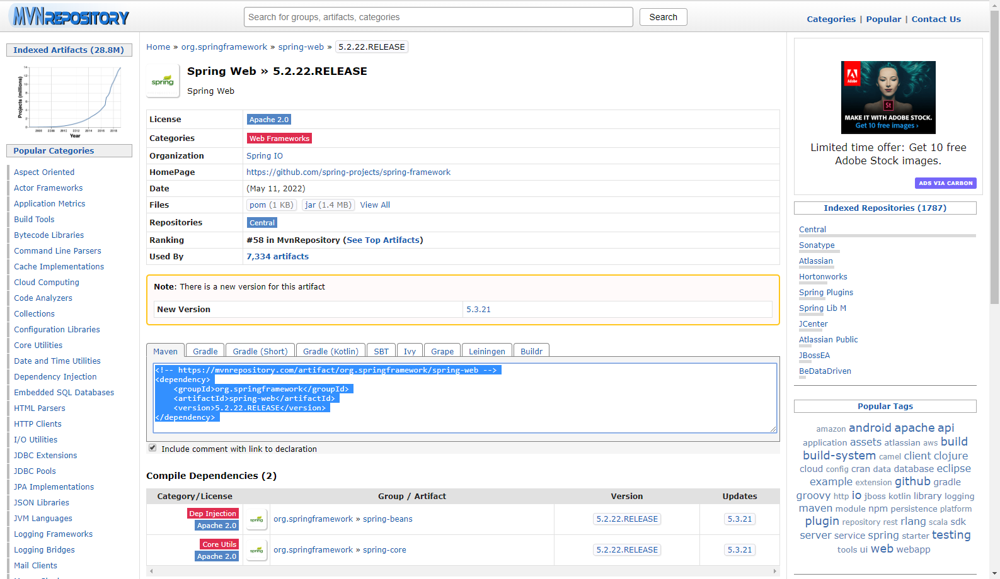 MVNREPOSITORY
Search for groups, artifacts, categories
Search
Categories | Popular | Contact Us
Indexed Artifacts (28.8M)
Projects (millions)
Year
Popular Categories
Aspect Oriented
Actor Frameworks
Application Metrics
Build Tools
Bytecode Libraries
Command Line Parsers
Cache Implementations
Cloud Computing
Code Analyzers
Collections
Configuration Libraries
Core Utilities
Date and Time Utilities
Dependency Injection
Embedded SQL Databases
HTML Parsers
HTTP Clients
I/O Utilities
JDBC Extensions
JDBC Pools
JPA Implementations
JSON Libraries
JVM Languages
Logging Frameworks
Logging Bridges
Mail Clients
Home » org.springframework » spring-web » 5.2.22.RELEASE
spring
Spring Web » 5.2.22.RELEASE
Spring Web
License Apache 2.0
Categories Web Frameworks
Organization Spring IO
HomePage https://github.com/spring-projects/spring-framework
Date (May 11, 2022)
Files pom (1 KB) jar (1.4 MB) View All
Repositories Central
Ranking #58 in MvnRepository (See Top Artifacts)
Used By 7,334 artifacts
Note: There is a new version for this artifact
New Version 5.3.21
Maven Gradle Gradle (Short) Gradle (Kotlin) SBT Ivy Grape Leiningen Buildr
<!-- https://mvnrepository.com/artifact/org.springframework/spring-web -->
<dependency>
<groupId>org.springframework</groupId>
<artifactId>spring-web</artifactId>
<version>5.2.22.RELEASE</version>
</dependency>
Include comment with link to declaration
Compile Dependencies (2)
Category/License Group / Artifact Version Updates
Dep Injection
Apache 2.0
spring
org.springframework » spring-beans 5.2.22.RELEASE 5.3.21
Core Utils
Apache 2.0
spring
org.springframework » spring-core 5.2.22.RELEASE 5.3.21
Adobe
St
MAKE IT WITH ADOBE STOCK.
Get 10 free images ›
Limited time offer: Get 10 free
Adobe Stock images.
ADS VIA CARBON
Indexed Repositories (1787)
Central
Sonatype
Atlassian
Hortonworks
Spring Plugins
Spring Lib M
JCenter
Atlassian Public
JBossEA
BeDataDriven
Popular Tags
amazon android apache api
application assets atlassian aws build
build-system camel client clojure
cloud config cran data database eclipse
example extension github gradle
groovy http io jboss kotlin library logging
maven module npm persistence platform
plugin repository rest rlang scala sdk
server service spring starter testing
tools ui web webapp